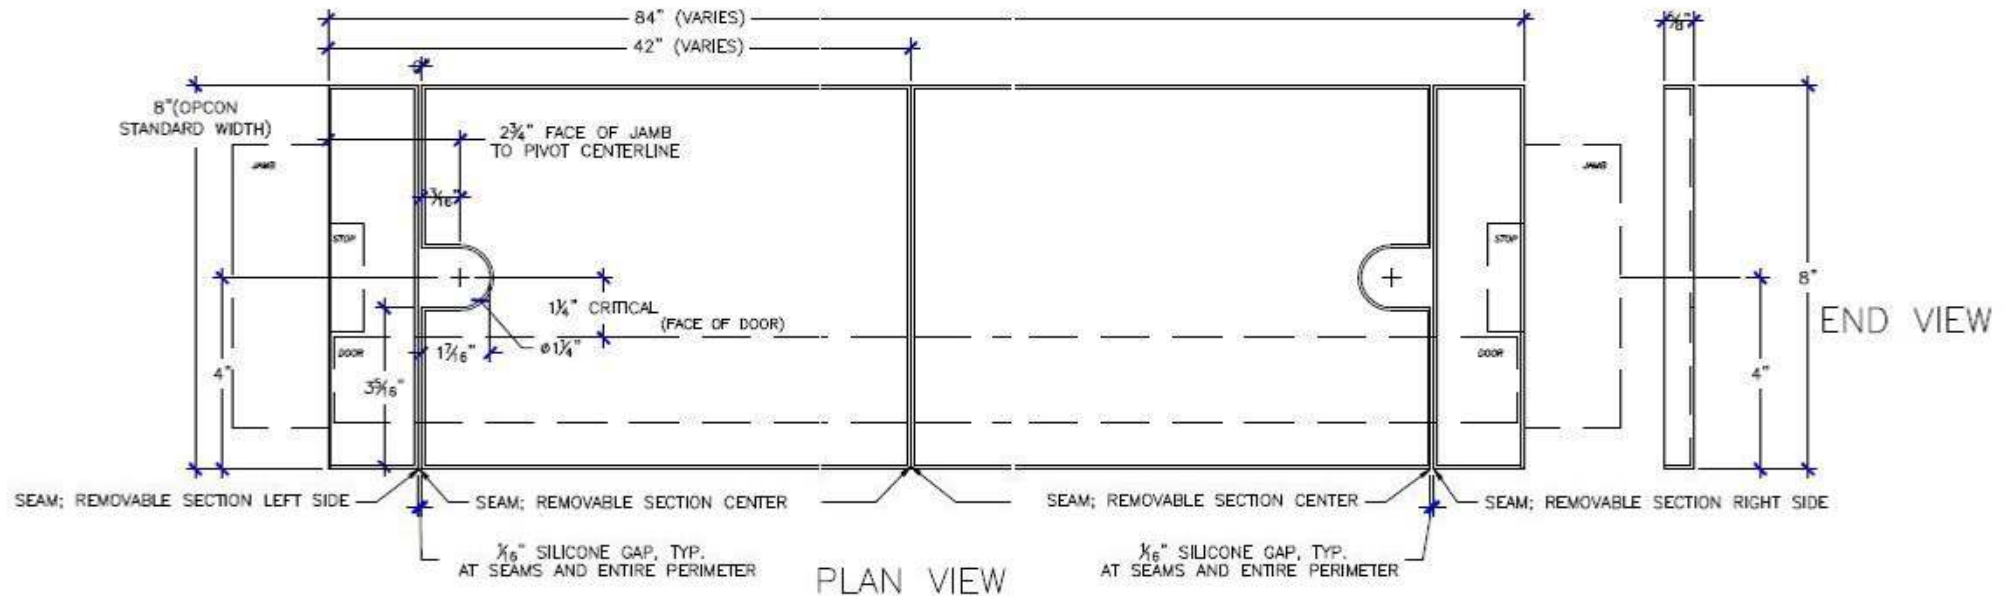 84" (VARIES)
42" (VARIES)
8"(OPCON
STANDARD WIDTH)
2¾" FACE OF JAMB
TO PIVOT CENTERLINE
JAMB
JAMB
STOP
STOP
1¼" CRITICAL
(FACE OF DOOR)
DOOR
DOOR
1⁷⁄₁₆"
ø1¼"
4"
3⁵⁄₁₆"
8"
4"
END VIEW
SEAM; REMOVABLE SECTION LEFT SIDE
SEAM; REMOVABLE SECTION CENTER
SEAM; REMOVABLE SECTION CENTER
SEAM; REMOVABLE SECTION RIGHT SIDE
¹⁄₁₆" SILICONE GAP, TYP.
AT SEAMS AND ENTIRE PERIMETER
¹⁄₁₆" SILICONE GAP, TYP.
AT SEAMS AND ENTIRE PERIMETER
PLAN VIEW